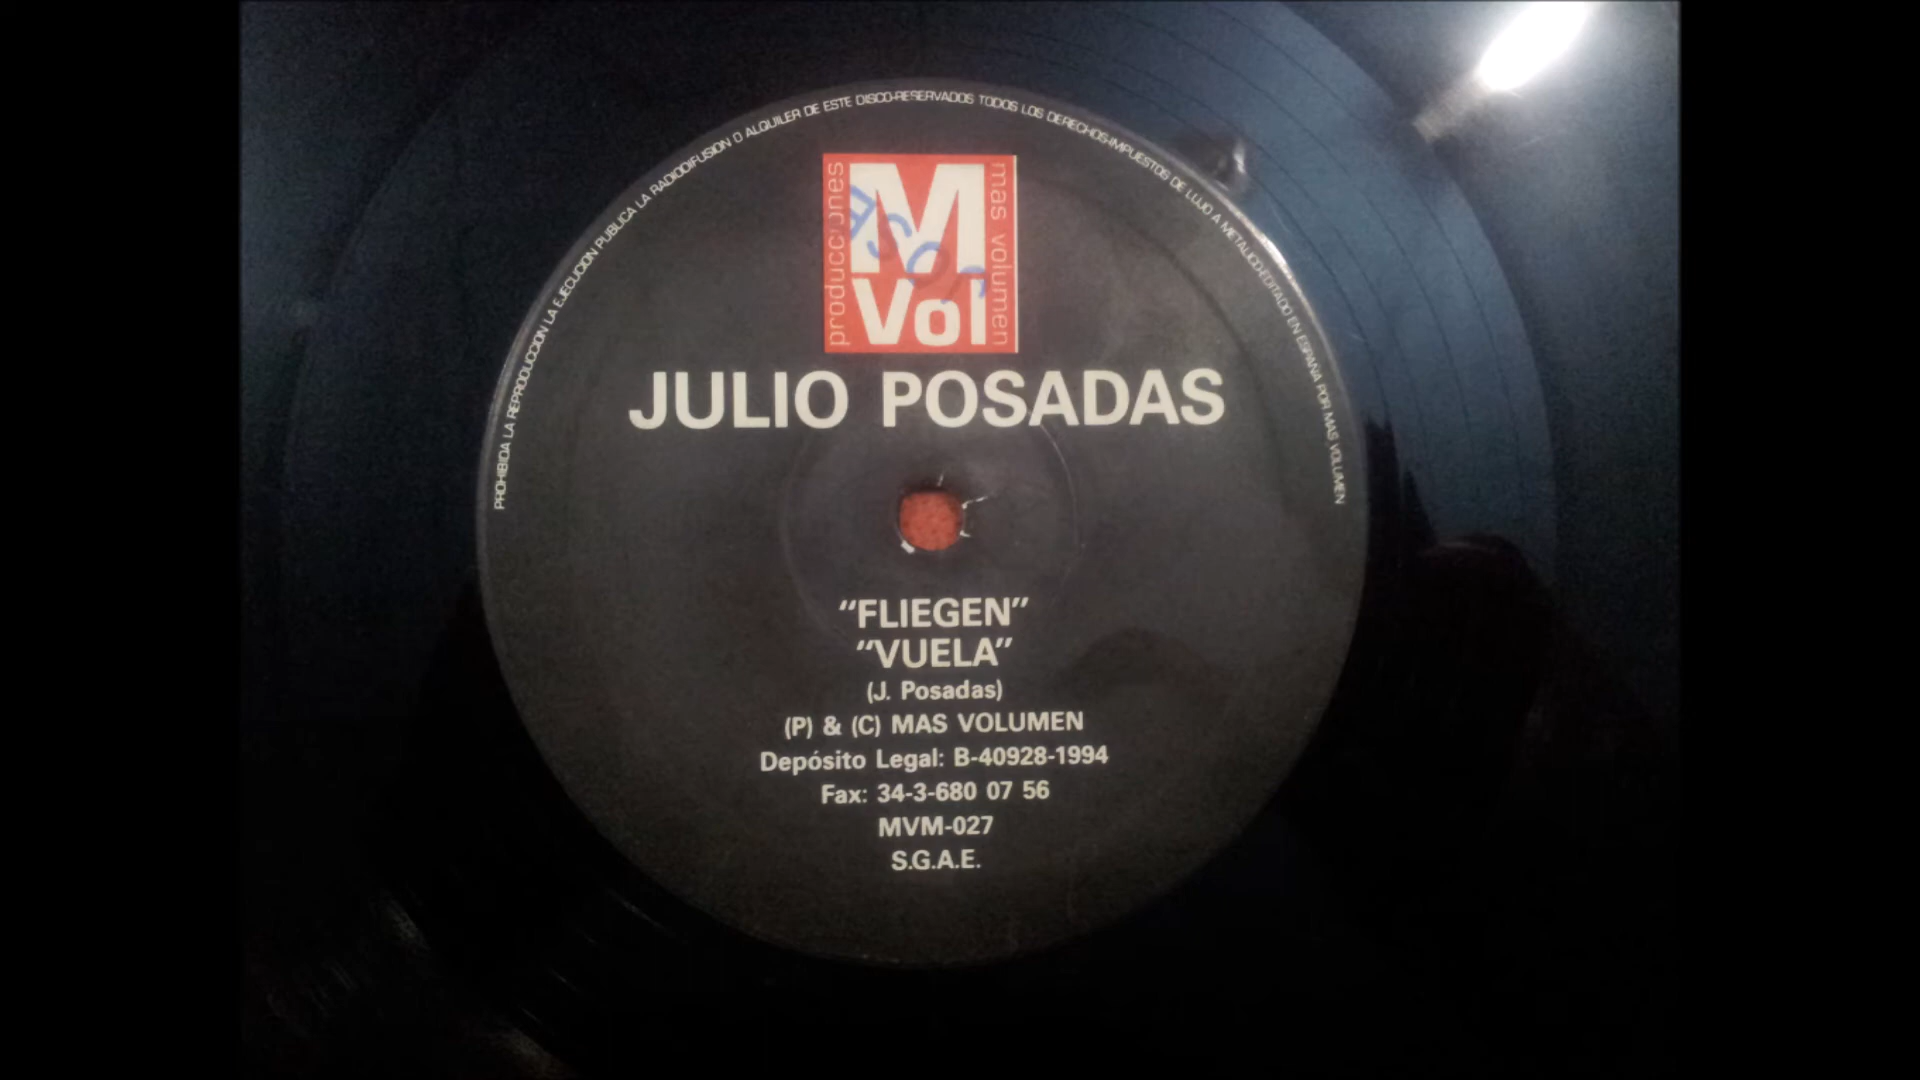 PROHIBIDA LA REPRODUCCION LA EJECUCION PUBLICA LA RADIODIFUSION O ALQUILER DE ESTE DISCO-RESERVADOS TODOS LOS DERECHOS-IMPUESTOS DE LUJO A METALICO-EDITADO EN ESPAÑA POR MAS VOLUMEN
producciones
M
Vol
mas volumen
JOSE
JULIO POSADAS
"FLIEGEN"
"VUELA"
(J. Posadas)
(P) & (C) MAS VOLUMEN
Depósito Legal: B-40928-1994
Fax: 34-3-680 07 56
MVM-027
S.G.A.E.